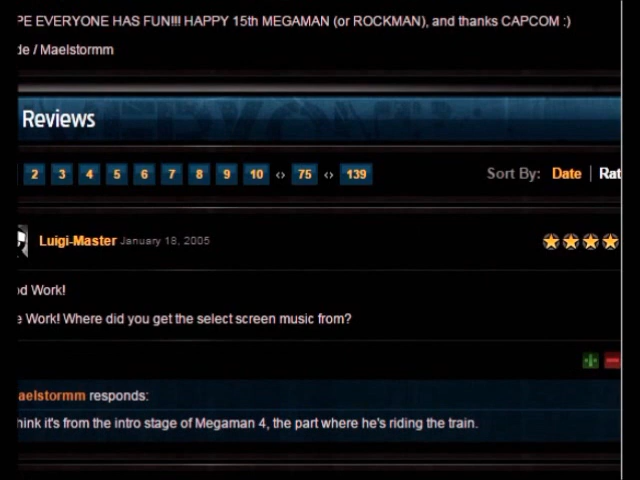 PE EVERYONE HAS FUN!!! HAPPY 15th MEGAMAN (or ROCKMAN), and thanks CAPCOM :)
de / Maelstormm
Reviews
2 3 4 5 6 7 8 9 10 ‹› 75 ‹› 139 Sort By: Date | Rat
Luigi-Master January 18, 2005
od Work!
e Work! Where did you get the select screen music from?
aelstormm responds:
hink it's from the intro stage of Megaman 4, the part where he's riding the train.